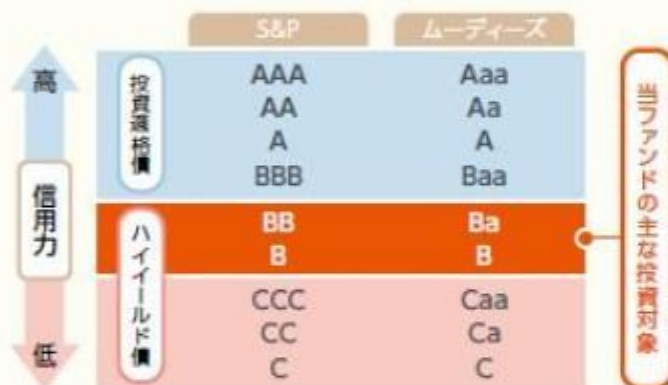 S&P ムーディーズ
高
信用力
低
投資適格債
AAA Aaa
AA Aa
A A
BBB Baa
ハイイールド債
BB Ba
B B
CCC Caa
CC Ca
C C
当ファンドの主な投資対象